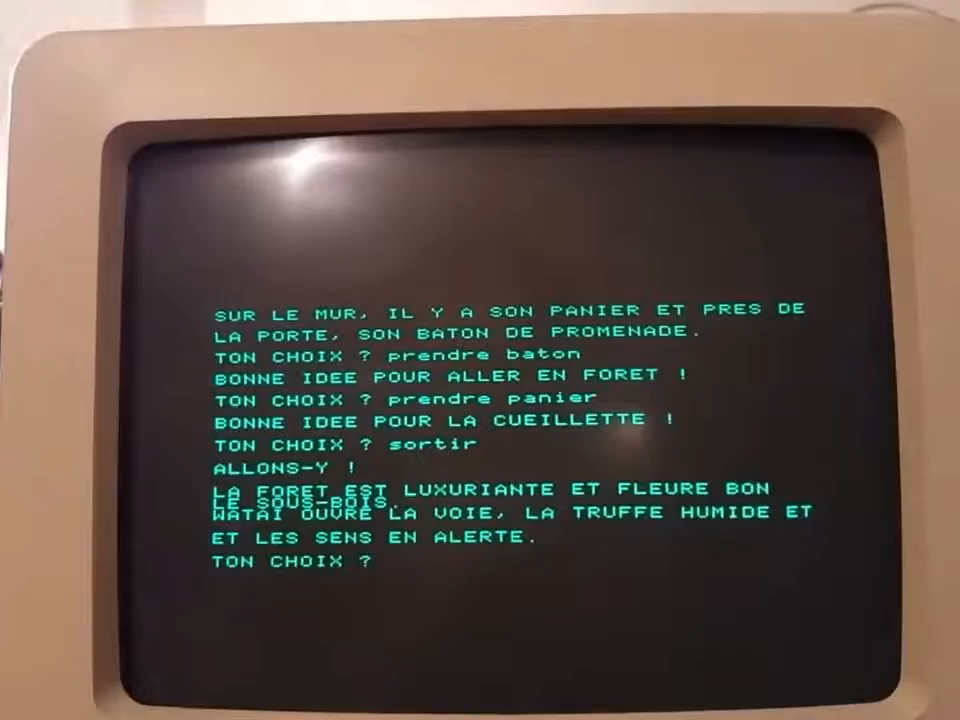 SUR LE MUR, IL Y A SON PANIER ET PRES DE
LA PORTE, SON BATON DE PROMENADE.
TON CHOIX ? prendre baton
BONNE IDEE POUR ALLER EN FORET !
TON CHOIX ? prendre panier
BONNE IDEE POUR LA CUEILLETTE !
TON CHOIX ? sortir
ALLONS-Y !
LA FORET EST LUXURIANTE ET FLEURE BON
LE SOUS-BOIS.
WATAI OUVRE LA VOIE, LA TRUFFE HUMIDE ET
ET LES SENS EN ALERTE.
TON CHOIX ?